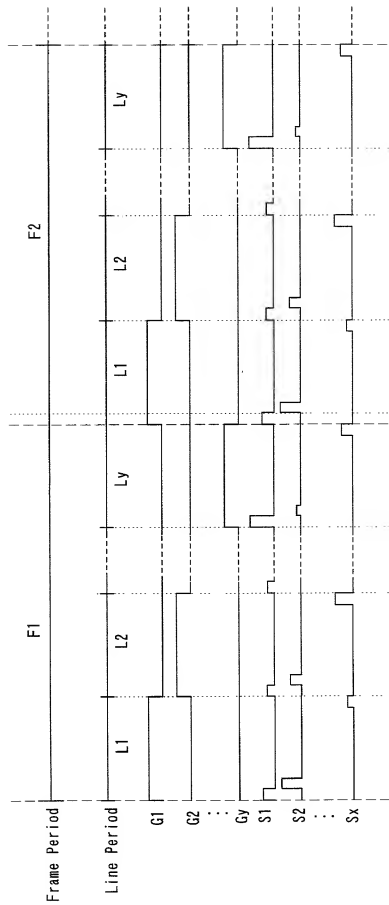 Frame Period F1 F2
Line Period L1 L2 Ly L1 L2 Ly
G1
G2
:
Gy
S1
S2
:
Sx